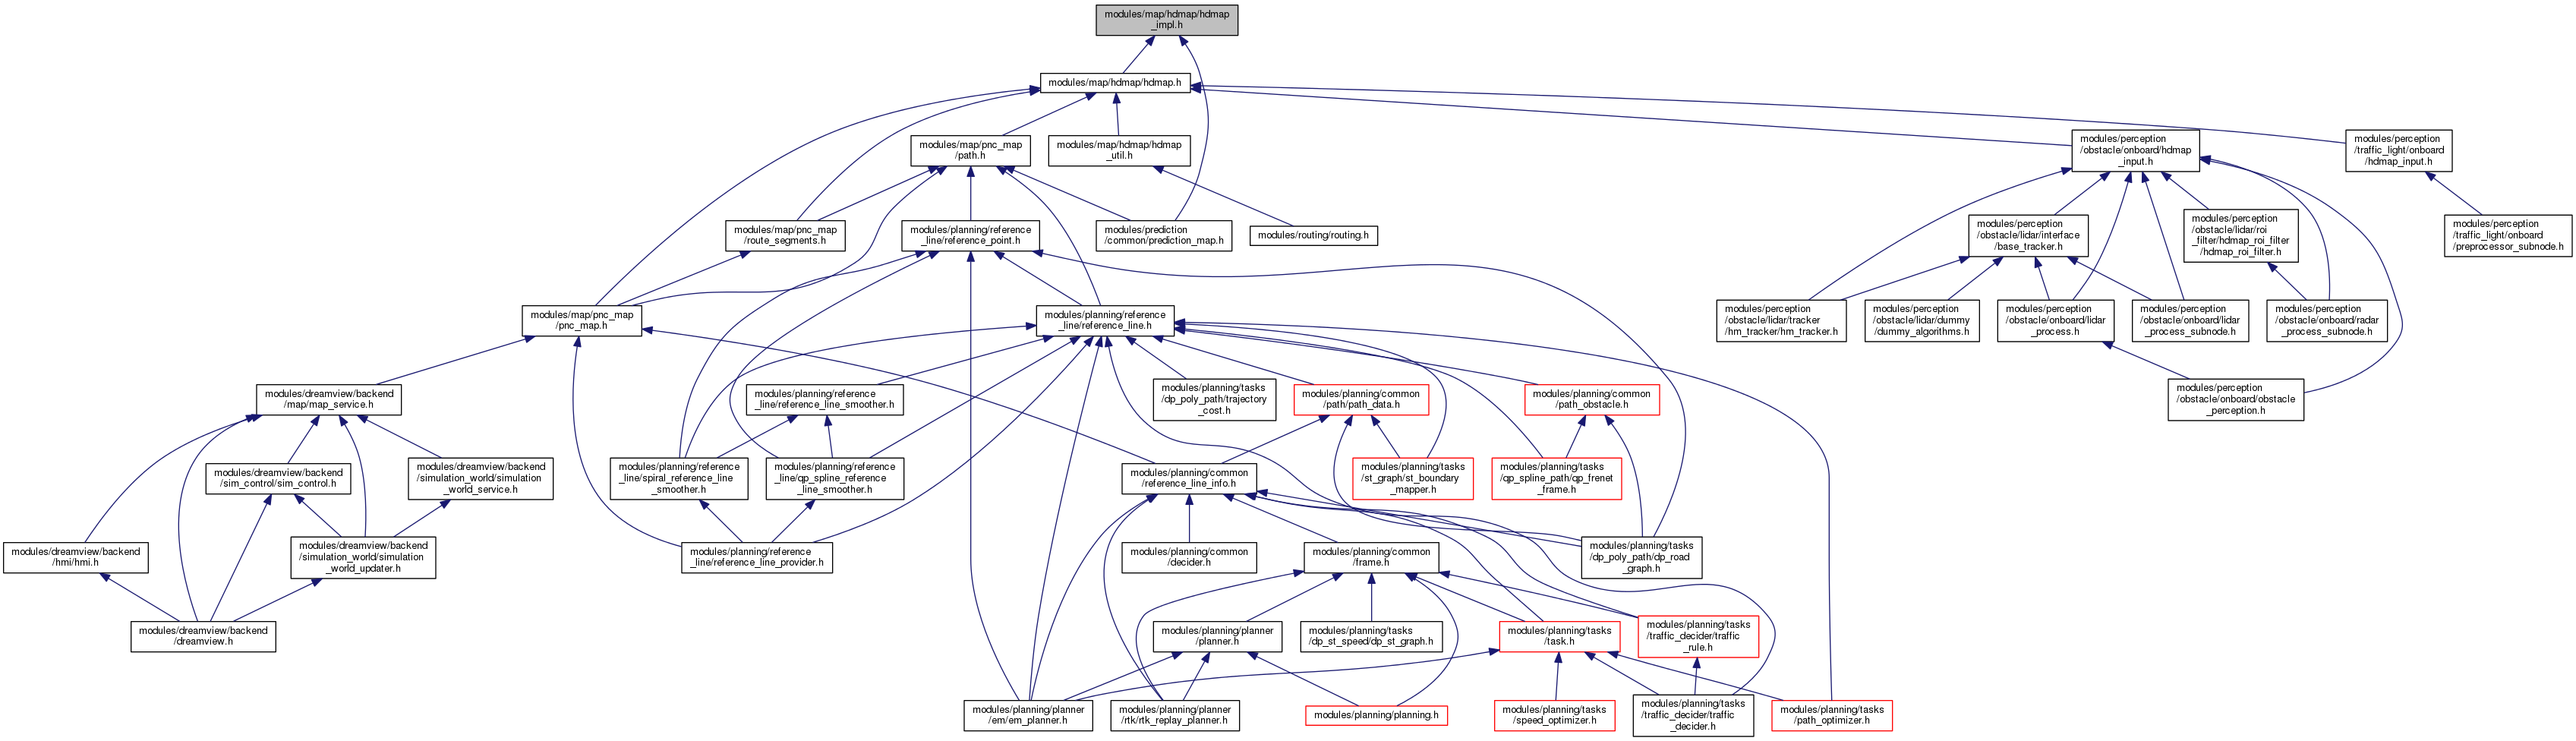 modules/map/hdmap/hdmap
_impl.h
modules/map/hdmap/hdmap.h
modules/map/pnc_map
/path.h
modules/map/hdmap/hdmap
_util.h
modules/perception
/obstacle/onboard/hdmap
_input.h
modules/perception
/traffic_light/onboard
/hdmap_input.h
modules/map/pnc_map
/route_segments.h
modules/planning/reference
_line/reference_point.h
modules/prediction
/common/prediction_map.h
modules/routing/routing.h
modules/perception
/obstacle/lidar/interface
/base_tracker.h
modules/perception
/obstacle/lidar/roi
_filter/hdmap_roi_filter
/hdmap_roi_filter.h
modules/perception
/traffic_light/onboard
/preprocessor_subnode.h
modules/map/pnc_map
/pnc_map.h
modules/planning/reference
_line/reference_line.h
modules/perception
/obstacle/lidar/tracker
/hm_tracker/hm_tracker.h
modules/perception
/obstacle/lidar/dummy
/dummy_algorithms.h
modules/perception
/obstacle/onboard/lidar
_process.h
modules/perception
/obstacle/onboard/lidar
_process_subnode.h
modules/perception
/obstacle/onboard/radar
_process_subnode.h
modules/dreamview/backend
/map/map_service.h
modules/planning/reference
_line/reference_line_smoother.h
modules/planning/tasks
/dp_poly_path/trajectory
_cost.h
modules/planning/common
/path/path_data.h
modules/planning/common
/path_obstacle.h
modules/perception
/obstacle/onboard/obstacle
_perception.h
modules/dreamview/backend
/sim_control/sim_control.h
modules/dreamview/backend
/simulation_world/simulation
_world_service.h
modules/planning/reference
_line/spiral_reference_line
_smoother.h
modules/planning/reference
_line/qp_spline_reference
_line_smoother.h
modules/planning/common
/reference_line_info.h
modules/planning/tasks
/st_graph/st_boundary
_mapper.h
modules/planning/tasks
/qp_spline_path/qp_frenet
_frame.h
modules/dreamview/backend
/hmi/hmi.h
modules/dreamview/backend
/simulation_world/simulation
_world_updater.h
modules/planning/reference
_line/reference_line_provider.h
modules/planning/common
/decider.h
modules/planning/common
/frame.h
modules/planning/tasks
/dp_poly_path/dp_road
_graph.h
modules/dreamview/backend
/dreamview.h
modules/planning/planner
/planner.h
modules/planning/tasks
/dp_st_speed/dp_st_graph.h
modules/planning/tasks
/task.h
modules/planning/tasks
/traffic_decider/traffic
_rule.h
modules/planning/planner
/em/em_planner.h
modules/planning/planner
/rtk/rtk_replay_planner.h
modules/planning/planning.h
modules/planning/tasks
/speed_optimizer.h
modules/planning/tasks
/traffic_decider/traffic
_decider.h
modules/planning/tasks
/path_optimizer.h